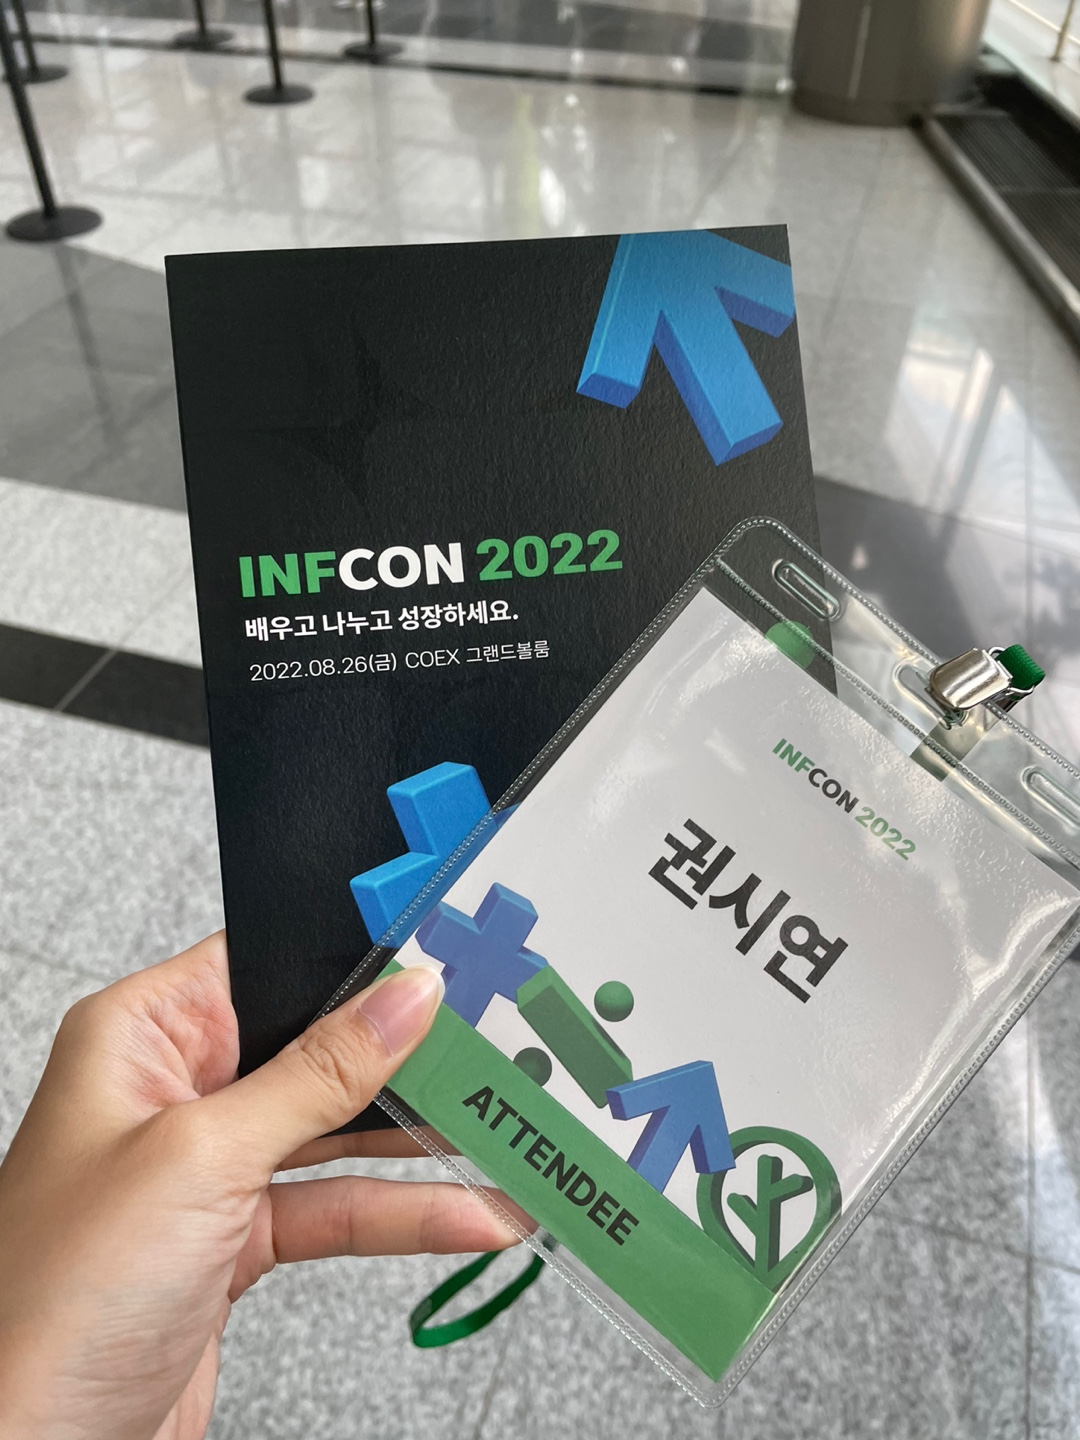 INFCON 2022
배우고 나누고 성장하세요.
2022.08.26(금) COEX 그랜드볼룸
INFCON 2022
권시연
ATTENDEE